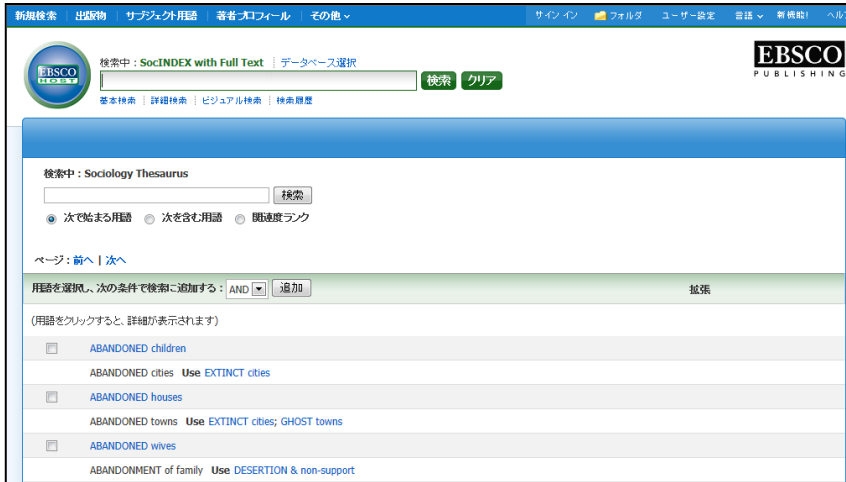 新規検索 出版物 サブジェクト用語 著者プロフィール その他
サイン イン フォルダ ユーザー設定 言語 新機能! ヘル
EBSCO
HOST
検索中 : SocINDEX with Full Text データベース選択
検索 クリア
基本検索 詳細検索 ビジュアル検索 検索履歴
EBSCO
PUBLISHING
検索中 : Sociology Thesaurus
検索
次で始まる用語 次を含む用語 関連度ランク
ページ : 前へ | 次へ
用語を選択し、次の条件で検索に追加する : AND 追加 拡張
(用語をクリックすると、詳細が表示されます)
ABANDONED children
ABANDONED cities Use EXTINCT cities
ABANDONED houses
ABANDONED towns Use EXTINCT cities; GHOST towns
ABANDONED wives
ABANDONMENT of family Use DESERTION & non-support